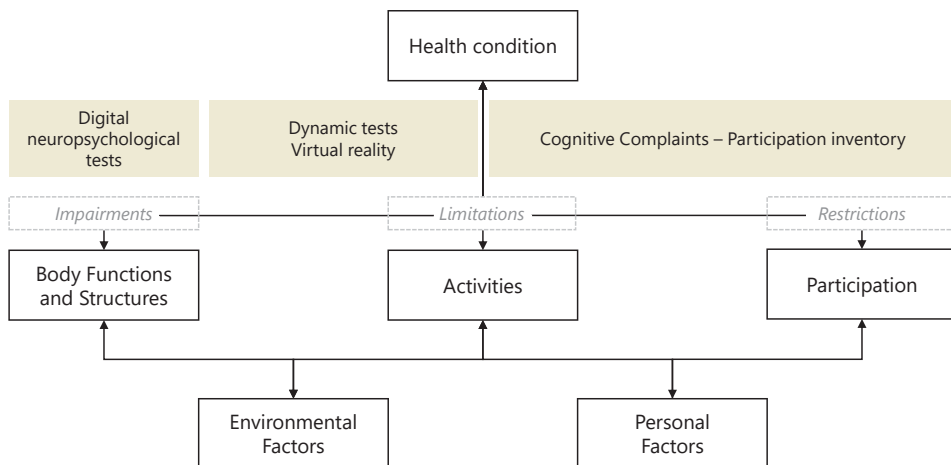 Health condition
Digital
neuropsychological
tests
Dynamic tests
Virtual reality
Cognitive Complaints – Participation inventory
Impairments
Limitations
Restrictions
Body Functions
and Structures
Activities
Participation
Environmental
Factors
Personal
Factors